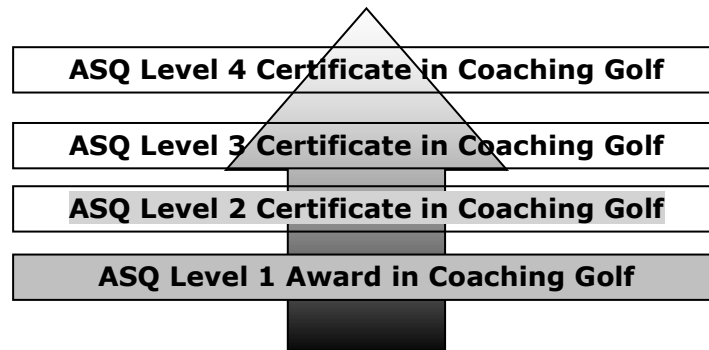 ASQ Level 4 Certificate in Coaching Golf
ASQ Level 3 Certificate in Coaching Golf
ASQ Level 2 Certificate in Coaching Golf
ASQ Level 1 Award in Coaching Golf